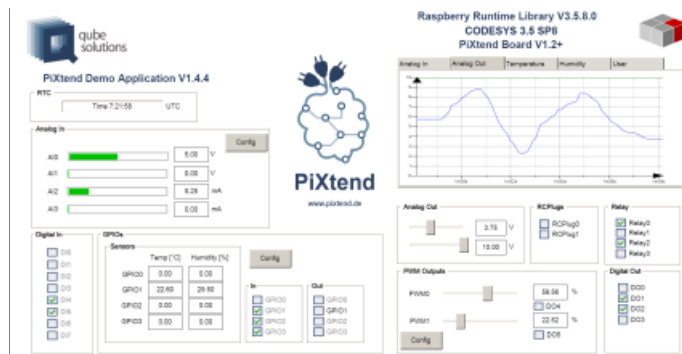 qube
solutions
PiXtend Demo Application V1.4.4
RTC
Time 7:21:59 UTC
Analog In
Config
AI0 5.00 V
AI1 0.00 V
AI2 mA
AI3 0.00 mA
PiXtend
www.pixtend.de
Digital In
DI0
DI1
DI2
DI3
DI4
DI5
DI6
DI7
GPIOs
Sensors
Temp [°C] Humidity [%]
GPIO0 0.00 0.00
GPIO1 22.60 29.50
GPIO2 0.00 0.00
GPIO3 0.00 0.00
Config
In
GPIO0
GPIO1
GPIO2
GPIO3
Out
GPIO0
GPIO1
GPIO2
GPIO3
Raspberry Runtime Library V3.5.8.0
CODESYS 3.5 SP8
PiXtend Board V1.2+
Analog In Analog Out Temperature Humidity User
Analog Out
3.75 V
10.00 V
RCPlugs
RCPlug0
RCPlug1
Relay
Relay0
Relay1
Relay2
Relay3
PWM Outputs
PWM0 %
DO4
PWM1 22.62 %
DO5
Config
Digital Out
DO0
DO1
DO2
DO3